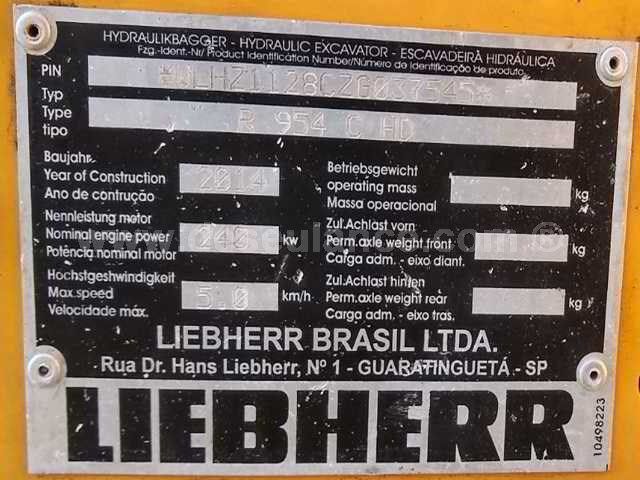 HYDRAULIKBAGGER - HYDRAULIC EXCAVATOR - ESCAVADEIRA HIDRÁULICA
Fzg.-Ident.-Nr/ Product Identification Number/Número de Identificação de produto
PIN *WLHZ1128CZG037545*
Typ
Type R 954 C HD
tipo
Baujahr
Year of Construction 2014
Ano de contrução
Nennleistung motor
Nominal engine power 240 kw
Potência nominal motor
Hochstgeshwindigkeit
Max.speed 5.0 km/h
Velocidade máx.
Betriebsgewicht
operating mass kg
Massa operacional
Zul.Achlast vorn
Perm.axle weight front kg
Carga adm. - eixo diant.
Zul.Achlast hinten
Perm.axle weight rear kg
Carga adm. - eixo tras.
LIEBHERR BRASIL LTDA.
Rua Dr. Hans Liebherr, Nº 1 - GUARATINGUETÁ - SP
LIEBHERR
10498223